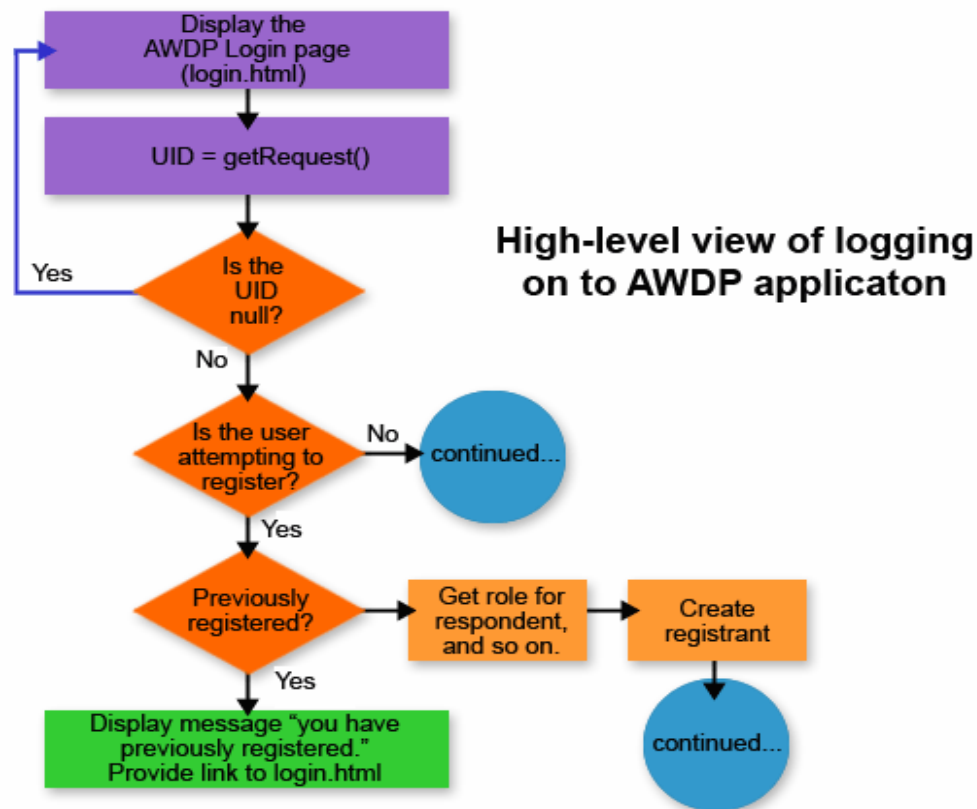 Display the
AWDP Login page
(login.html)
UID = getRequest()
High-level view of logging
on to AWDP applicaton
Yes
Is the
UID
null?
No
Is the user
attempting to
register?
No
continued...
Yes
Previously
registered?
Get role for
respondent,
and so on.
Create
registrant
Yes
Display message “you have
previously registered.”
Provide link to login.html
continued...